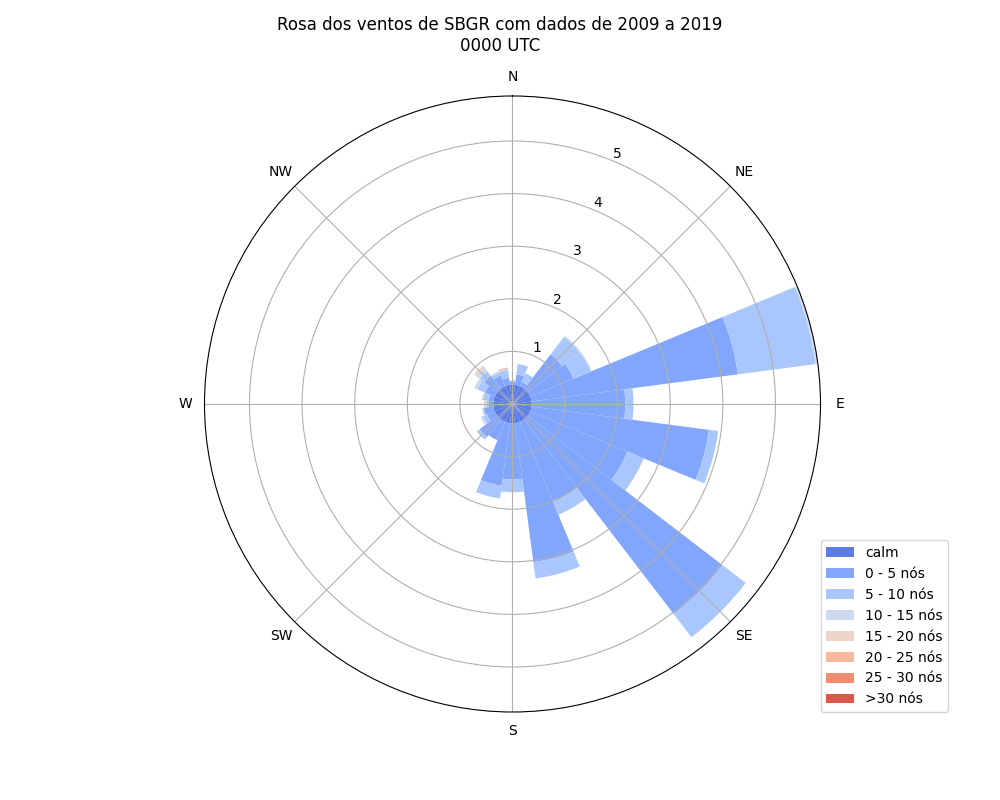 Rosa dos ventos de SBGR com dados de 2009 a 2019
0000 UTC
N
NW
NE
5
4
3
2
1
W
E
SW
SE
S
calm
0 - 5 nós
5 - 10 nós
10 - 15 nós
15 - 20 nós
20 - 25 nós
25 - 30 nós
>30 nós